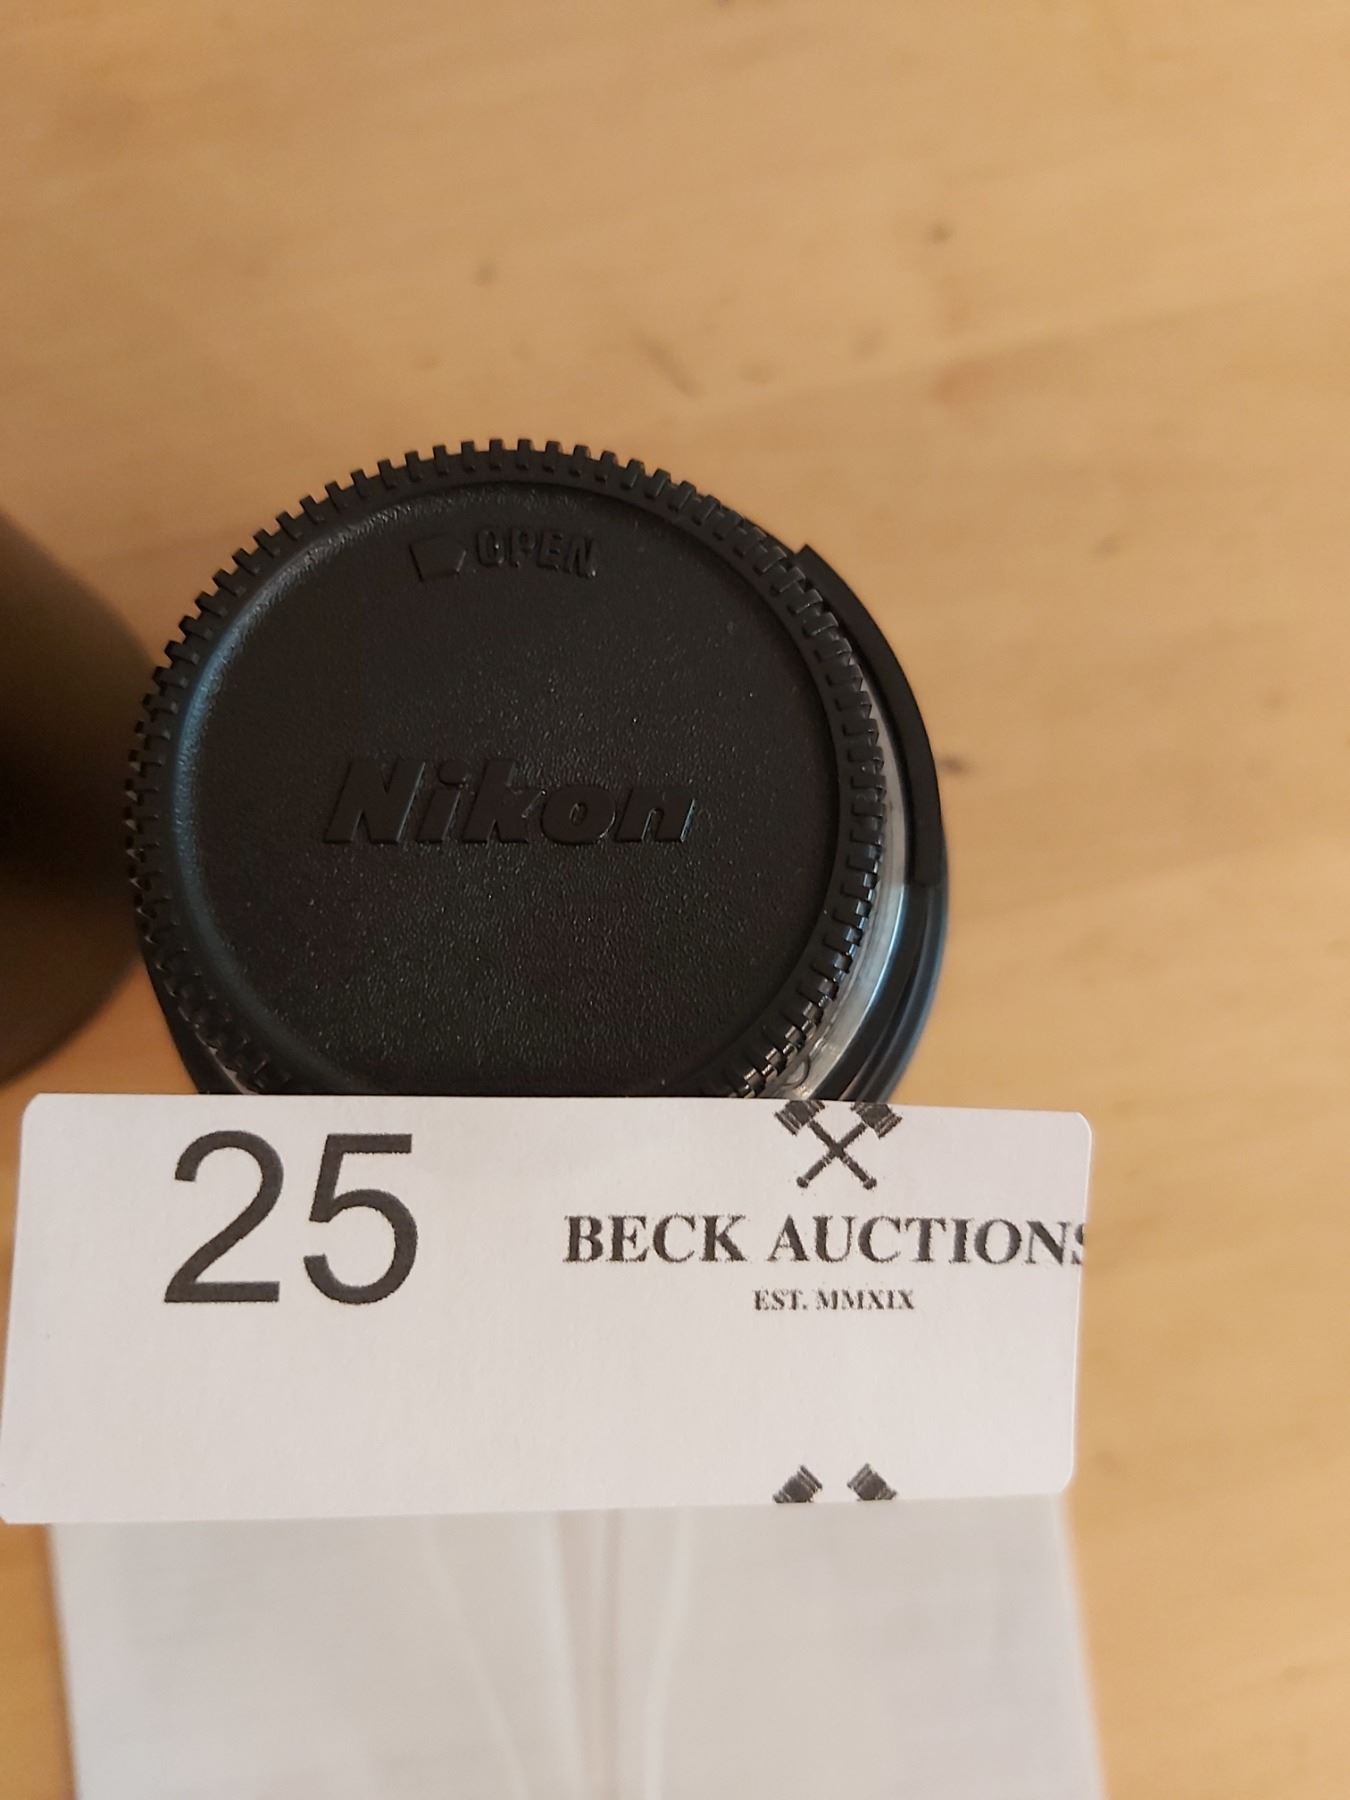 OPEN
Nikon
25
BECK AUCTIONS
EST. MMXIX